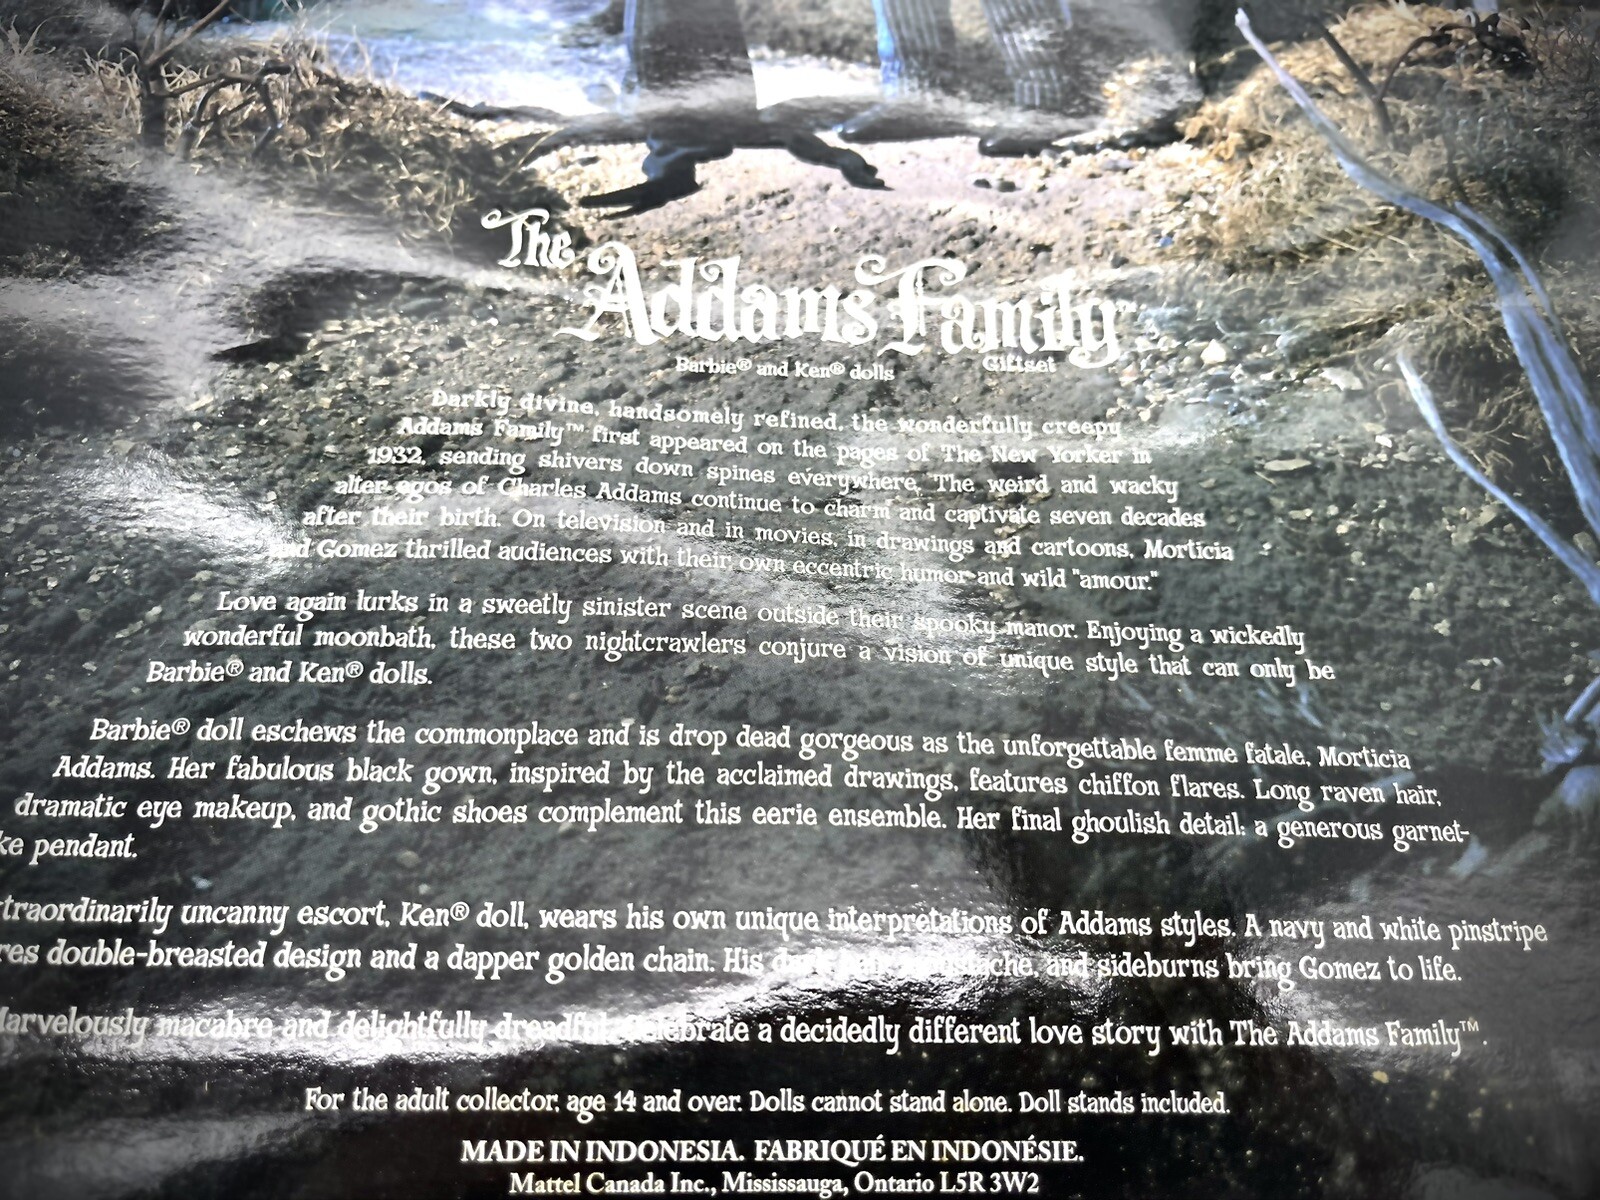 The
Addams Family™
Barbie® and Ken® dolls Giftset
Darkly divine, handsomely refined, the wonderfully creepy
Addams Family™ first appeared on the pages of The New Yorker in
1932, sending shivers down spines everywhere. The weird and wacky
alter-egos of Charles Addams continue to charm and captivate seven decades
after their birth. On television and in movies, in drawings and cartoons, Morticia
and Gomez thrilled audiences with their own eccentric humor and wild "amour."
Love again lurks in a sweetly sinister scene outside their spooky manor. Enjoying a wickedly
wonderful moonbath, these two nightcrawlers conjure a vision of unique style that can only be
Barbie® and Ken® dolls.
Barbie® doll eschews the commonplace and is drop dead gorgeous as the unforgettable femme fatale, Morticia
Addams. Her fabulous black gown, inspired by the acclaimed drawings, features chiffon flares. Long raven hair,
dramatic eye makeup, and gothic shoes complement this eerie ensemble. Her final ghoulish detail: a generous garnet-
ke pendant.
traordinarily uncanny escort, Ken® doll, wears his own unique interpretations of Addams styles. A navy and white pinstripe
res double-breasted design and a dapper golden chain. His dark hair, and sideburns bring Gomez to life.
arvelously macabre and delightfully dreadful, celebrate a decidedly different love story with The Addams Family™.
For the adult collector, age 14 and over. Dolls cannot stand alone. Doll stands included.
MADE IN INDONESIA. FABRIQUÉ EN INDONÉSIE.
Mattel Canada Inc., Mississauga, Ontario L5R 3W2